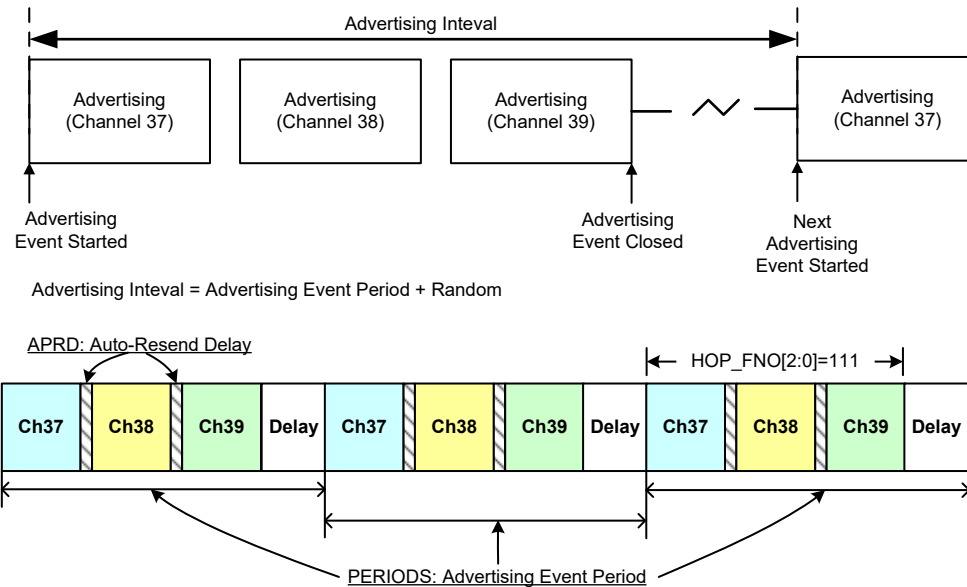 Advertising Inteval
Advertising
(Channel 37)
Advertising
(Channel 38)
Advertising
(Channel 39)
Advertising
(Channel 37)
Advertising
Event Started
Advertising
Event Closed
Next
Advertising
Event Started
Advertising Inteval = Advertising Event Period + Random
APRD: Auto-Resend Delay
HOP_FNO[2:0]=111
Ch37 Ch38 Ch39 Delay Ch37 Ch38 Ch39 Delay Ch37 Ch38 Ch39 Delay
PERIODS: Advertising Event Period